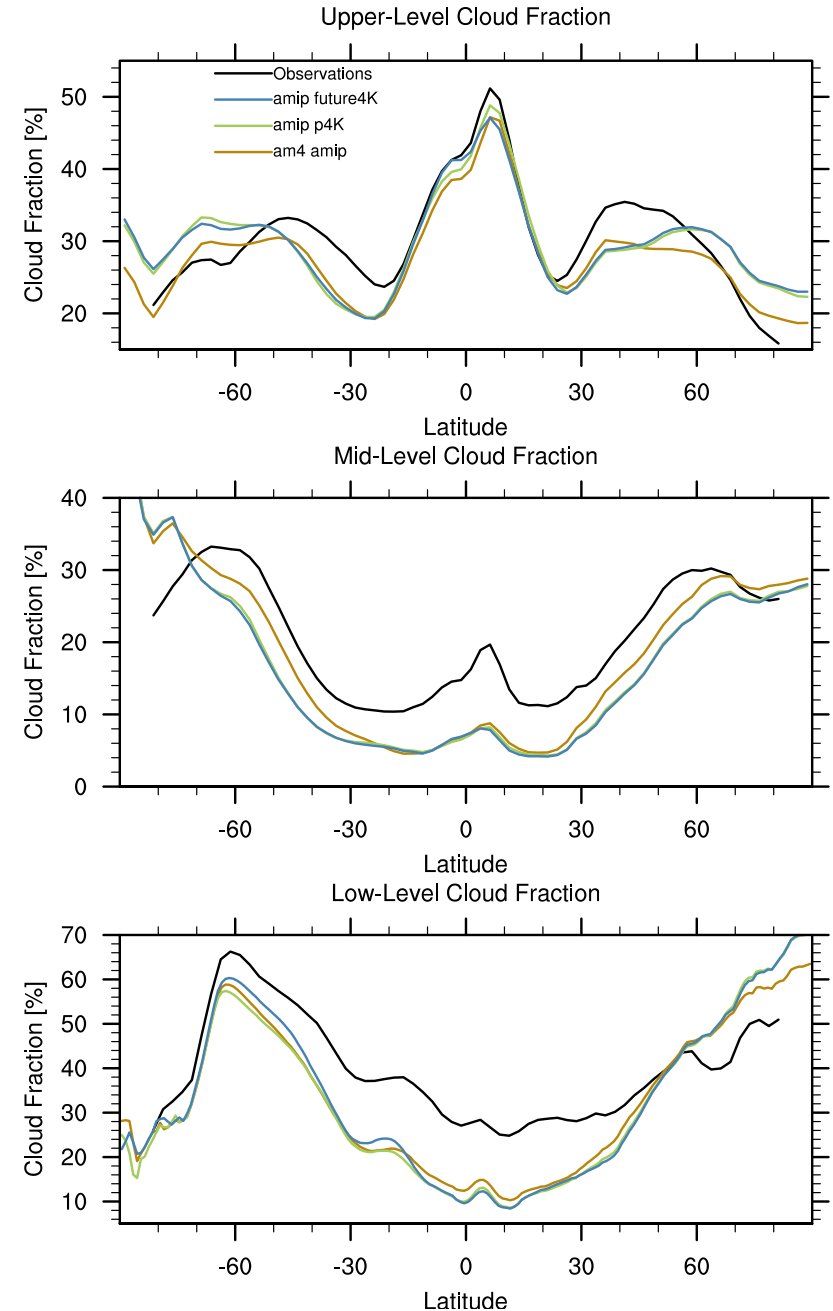 Upper-Level Cloud Fraction
Cloud Fraction [%]
50
40
30
20
Observations
amip future4K
amip p4K
am4 amip
-60 -30 0 30 60
Latitude
Mid-Level Cloud Fraction
Cloud Fraction [%]
40
30
20
10
0
-60 -30 0 30 60
Latitude
Low-Level Cloud Fraction
Cloud Fraction [%]
70
60
50
40
30
20
10
-60 -30 0 30 60
Latitude